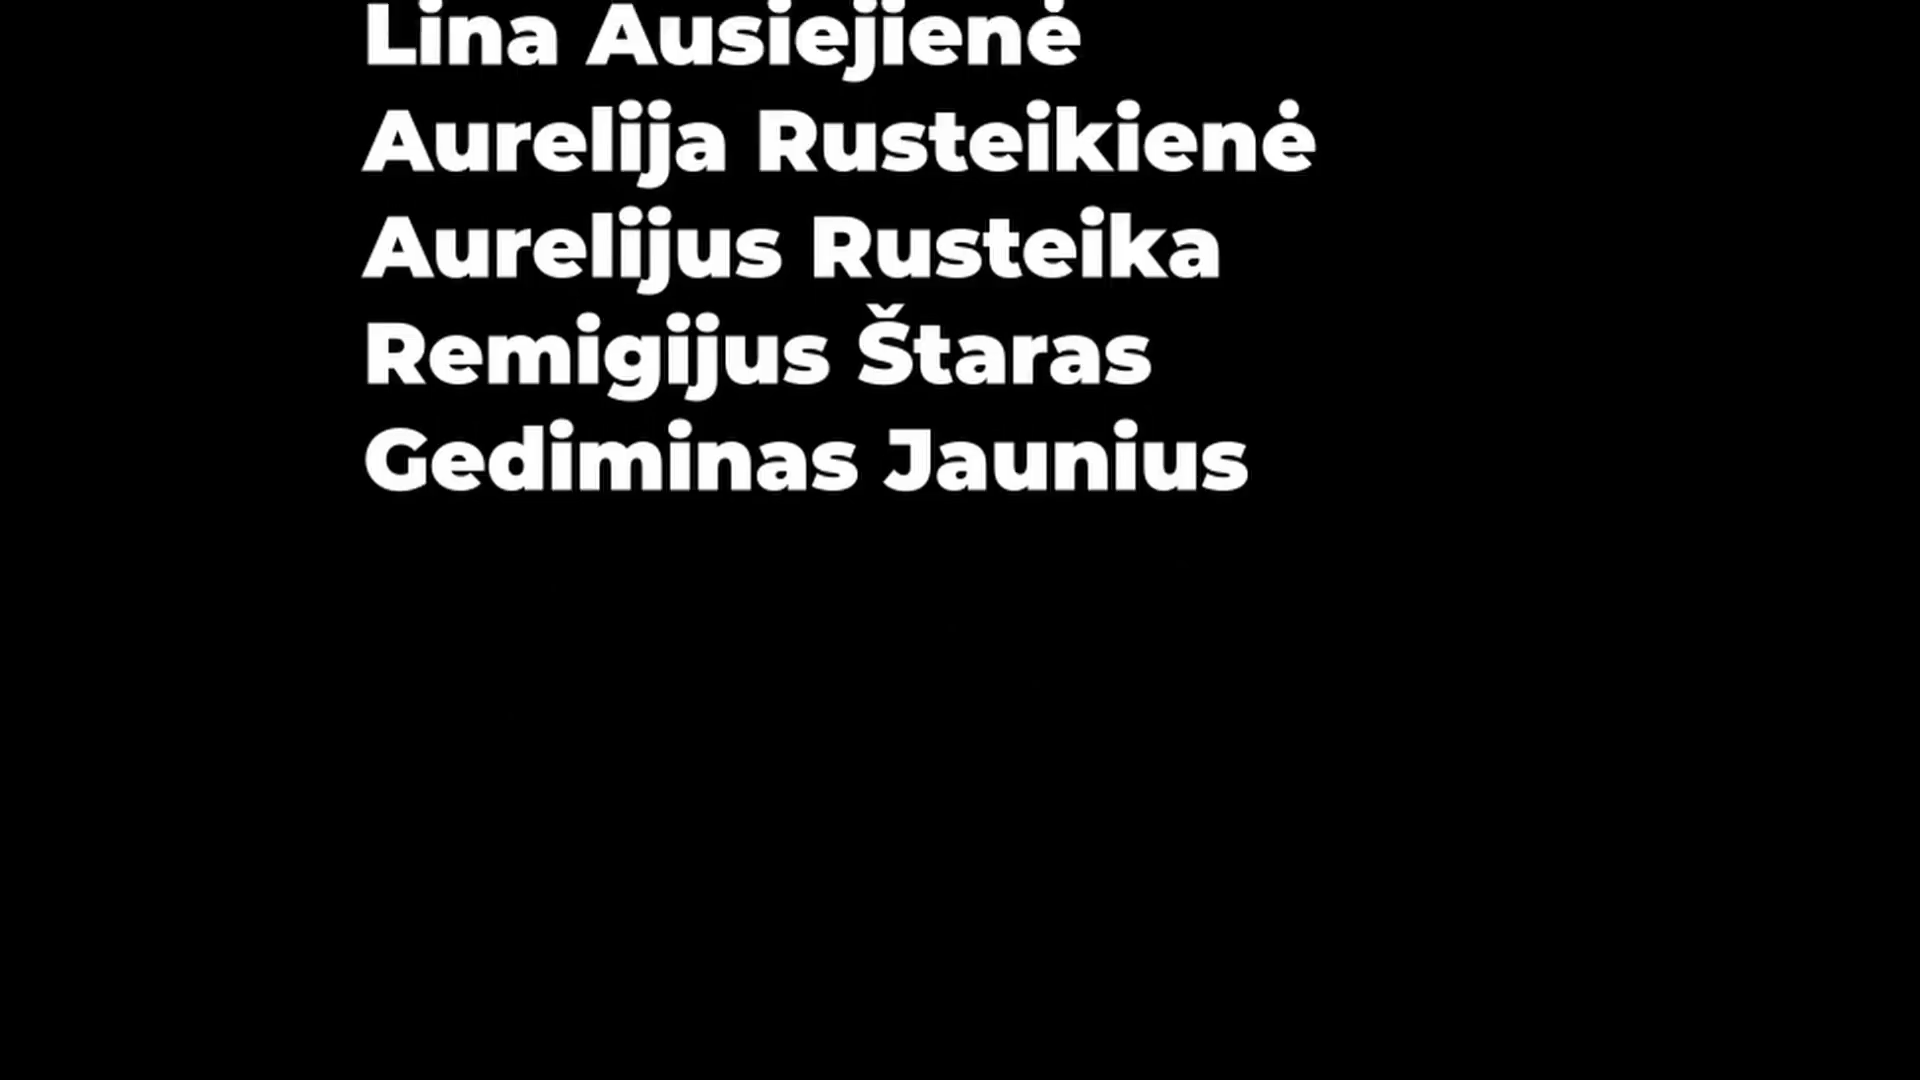 Lina Ausiejienė
Aurelija Rusteikienė
Aurelijus Rusteika
Remigijus Štaras
Gediminas Jaunius